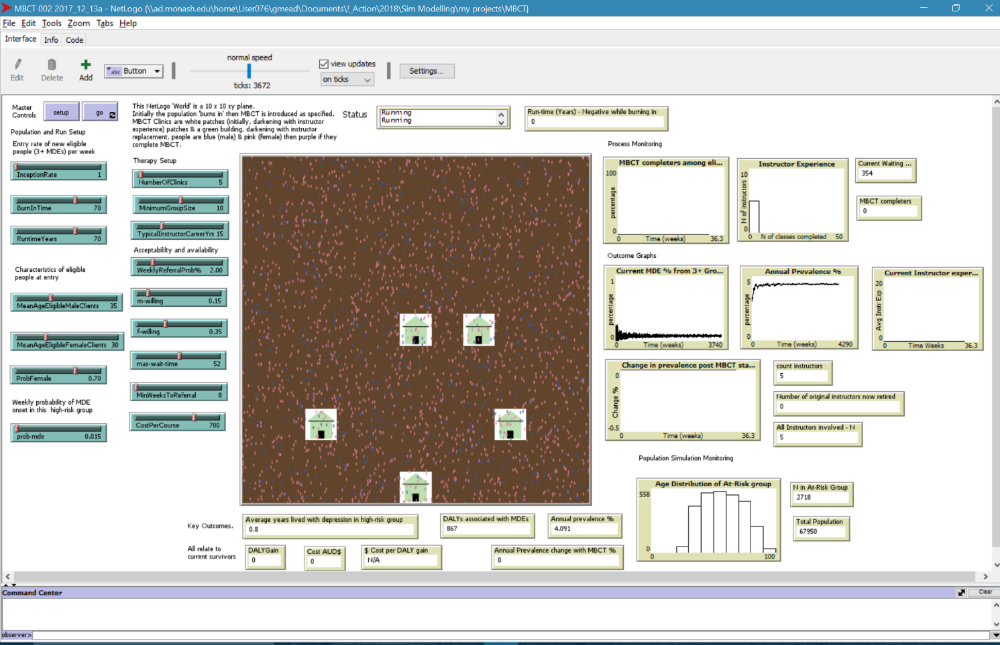 MBCT 002 2017_12_13a - NetLogo {\\ad.monash.edu\home\User076\gmead\Documents\!_Action\2018\Sim Modelling\my projects\MBCT}
File Edit Tools Zoom Tabs Help
Interface Info Code
Edit Delete Add abc Button
normal speed
ticks: 3672
view updates
on ticks
Settings...
Master
Controls
setup
go
This NetLogo 'World' is a 10 x 10 xy plane.
Initially the population 'burns in' then MBCT is introduced as specified.
MBCT Clinics are white patches (initially, darkening with instructor
experience) patches & a green building, darkening with instructor
replacement, people are blue (male) & pink (female) then purple if they
complete MBCT.
Status
Running
Running
Run-time (Years) - Negative while burning in
0
Population and Run Setup
Entry rate of new eligible
people (3+ MDEs) per week
InceptionRate 1
BurnInTime 70
RuntimeYears 70
Characteristics of eligible
people at entry
MeanAgeEligibleMaleClients 35
MeanAgeEligibleFemaleClients 30
ProbFemale 0.70
Weekly probability of MDE
onset in this high-risk group
prob-mde 0.015
Therapy Setup
NumberOfClinics 5
MinimumGroupSize 10
TypicalInstructorCareerYrs 15
Acceptabililty and availability
WeeklyReferralProb% 2.00
m-willing 0.15
f-willing 0.35
max-wait-time 52
MinWeeksToReferral 8
CostPerCourse 700
Process Monitoring
MBCT completers among eli...
100
percentage
0
0 Time (weeks) 36.3
Instructor Experience
10
N of instructors
0
0 N of classes completed 50
Current Waiting ...
354
MBCT completers
0
Outcome Graphs
Current MDE % from 3+ Gro...
1
percentage
0
0 Time (weeks) 3740
Annual Prevalence %
5
percentage
0
0 Time (weeks) 4290
Current Instructor exper...
20
Avg Instr Exp
0
0 Time Weeks 36.3
Change in prevalence post MBCT sta...
0
Change %
-0.5
0 Time (weeks) 36.3
count instructors
5
Number of original instructors now retired
0
All Instructors involved - N
5
Population Simulation Monitoring
Age Distribution of At-Risk group
558
0
0 100
N in At-Risk Group
2718
Total Population
67950
Key Outcomes.
Average years lived with depression in high-risk group
0.8
DALYs associated with MDEs
867
Annual prevalence %
4.091
All relate to
current survivors
DALYGain
0
Cost AUD$
0
$ Cost per DALY gain
N/A
Annual Prevalence change with MBCT %
0
Command Center
Clear
observer>